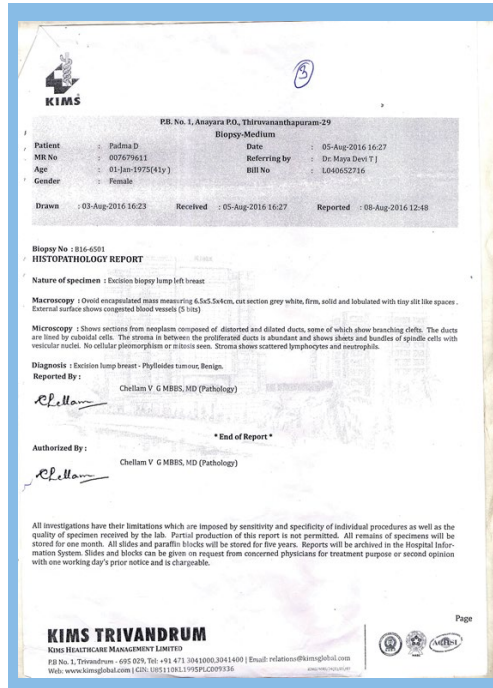 3
KIMS
P.B. No. 1, Anayara P.O., Thiruvananthapuram-29
Biopsy-Medium
Patient : Padma D Date : 05-Aug-2016 16:27
MR No : 007679611 Referring by : Dr. Maya Devi T J
Age : 01-Jan-1975(41y ) Bill No : L040652716
Gender : Female
Drawn : 03-Aug-2016 16:23 Received : 05-Aug-2016 16:27 Reported : 08-Aug-2016 12:48
Biopsy No : 816-6501
HISTOPATHOLOGY REPORT
Nature of specimen : Excision biopsy lump left breast
Macroscopy : Ovoid encapsulated mass measuring 6.5x5.5x4cm, cut section grey white, firm, solid and lobulated with tiny slit like spaces .
External surface shows congested blood vessels (5 bits)
Microscopy : Shows sections from neoplasm composed of distorted and dilated ducts, some of which show branching clefts. The ducts
are lined by cuboidal cells. The stroma in between the proliferated ducts is abundant and shows sheets and bundles of spindle cells with
vesicular nuclei. No cellular pleomorphism or mitosis seen. Stroma shows scattered lymphocytes and neutrophils.
Diagnosis : Excision lump breast - Phylloides tumour, Benign.
Reported By :
Chellam V G MBBS, MD (Pathology)
Chellam
* End of Report *
Authorized By :
Chellam V G MBBS, MD (Pathology)
Chellam
All investigations have their limitations which are imposed by sensitivity and specificity of individual procedures as well as the
quality of specimen received by the lab. Partial production of this report is not permitted. All remains of specimens will be
stored for one month. All slides and paraffin blocks will be stored for five years. Reports will be archived in the Hospital Infor-
mation System. Slides and blocks can be given on request from concerned physicians for treatment purpose or second opinion
with one working day's prior notice and is chargeable.
Page
KIMS TRIVANDRUM
KIMS HEALTHCARE MANAGEMENT LIMITED
P.B No. 1, Trivandrum - 695 029, Tel: +91 471 3041000,3041400 | Email: relations@kimsglobal.com
Web: www.kimsglobal.com | CIN: U85110KL1995PLC009336